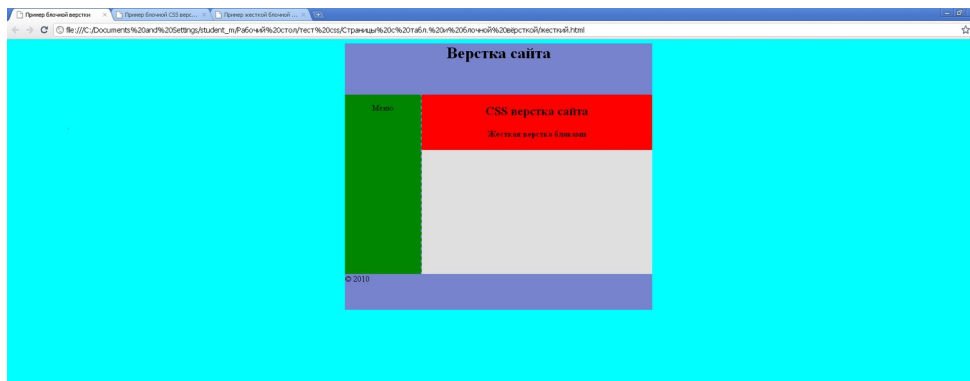 Пример блочной верстки
Пример блочной CSS верс...
Пример жесткой блочной ...
file:///C:/Documents%20and%20Settings/student_m/Рабочий%20стол/тест%20css/Страницы%20с%20табл.%20и%20блочной%20вёрсткой/жесткий.html
Верстка сайта
Меню
CSS верстка сайта
Жесткая верстка блоками
© 2010